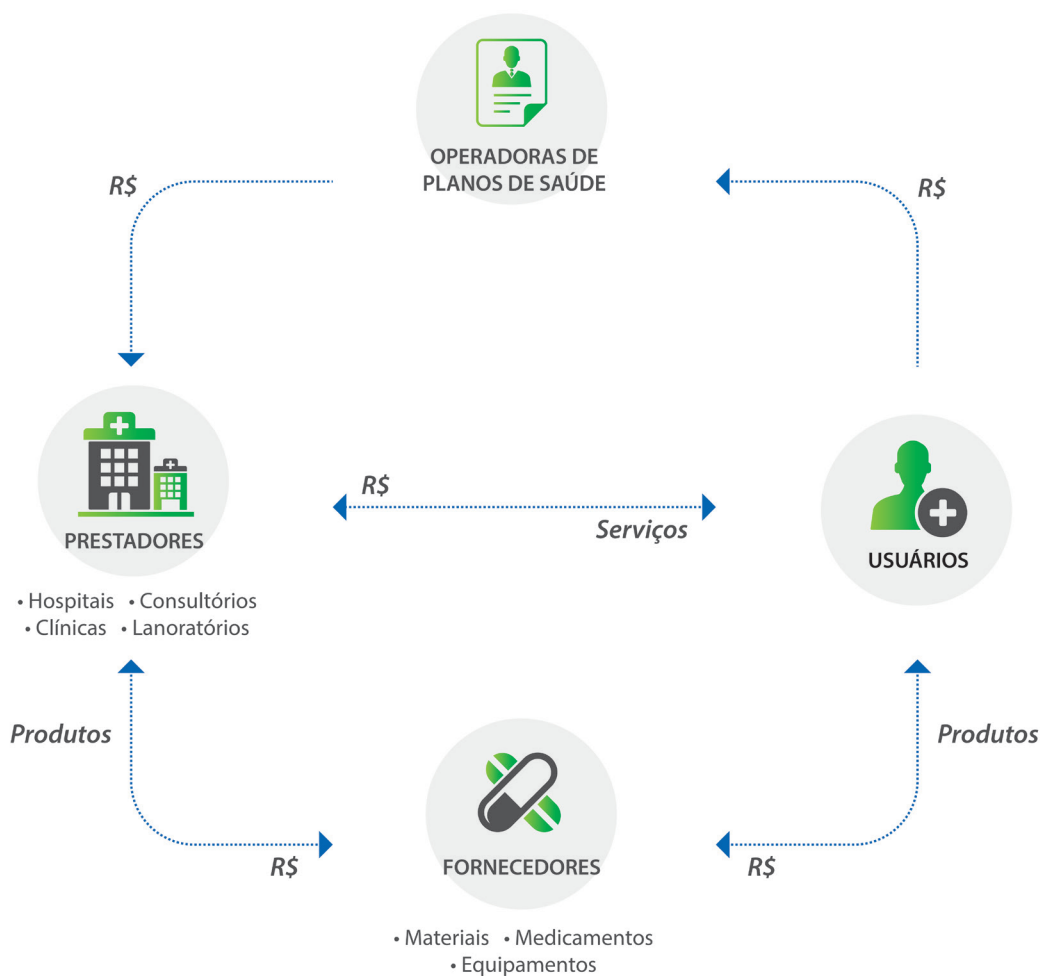 OPERADORAS DE
PLANOS DE SAÚDE
R$
R$
PRESTADORES
• Hospitais • Consultórios
• Clínicas • Lanoratórios
R$
Serviços
USUÁRIOS
Produtos
Produtos
R$
R$
FORNECEDORES
• Materiais • Medicamentos
• Equipamentos